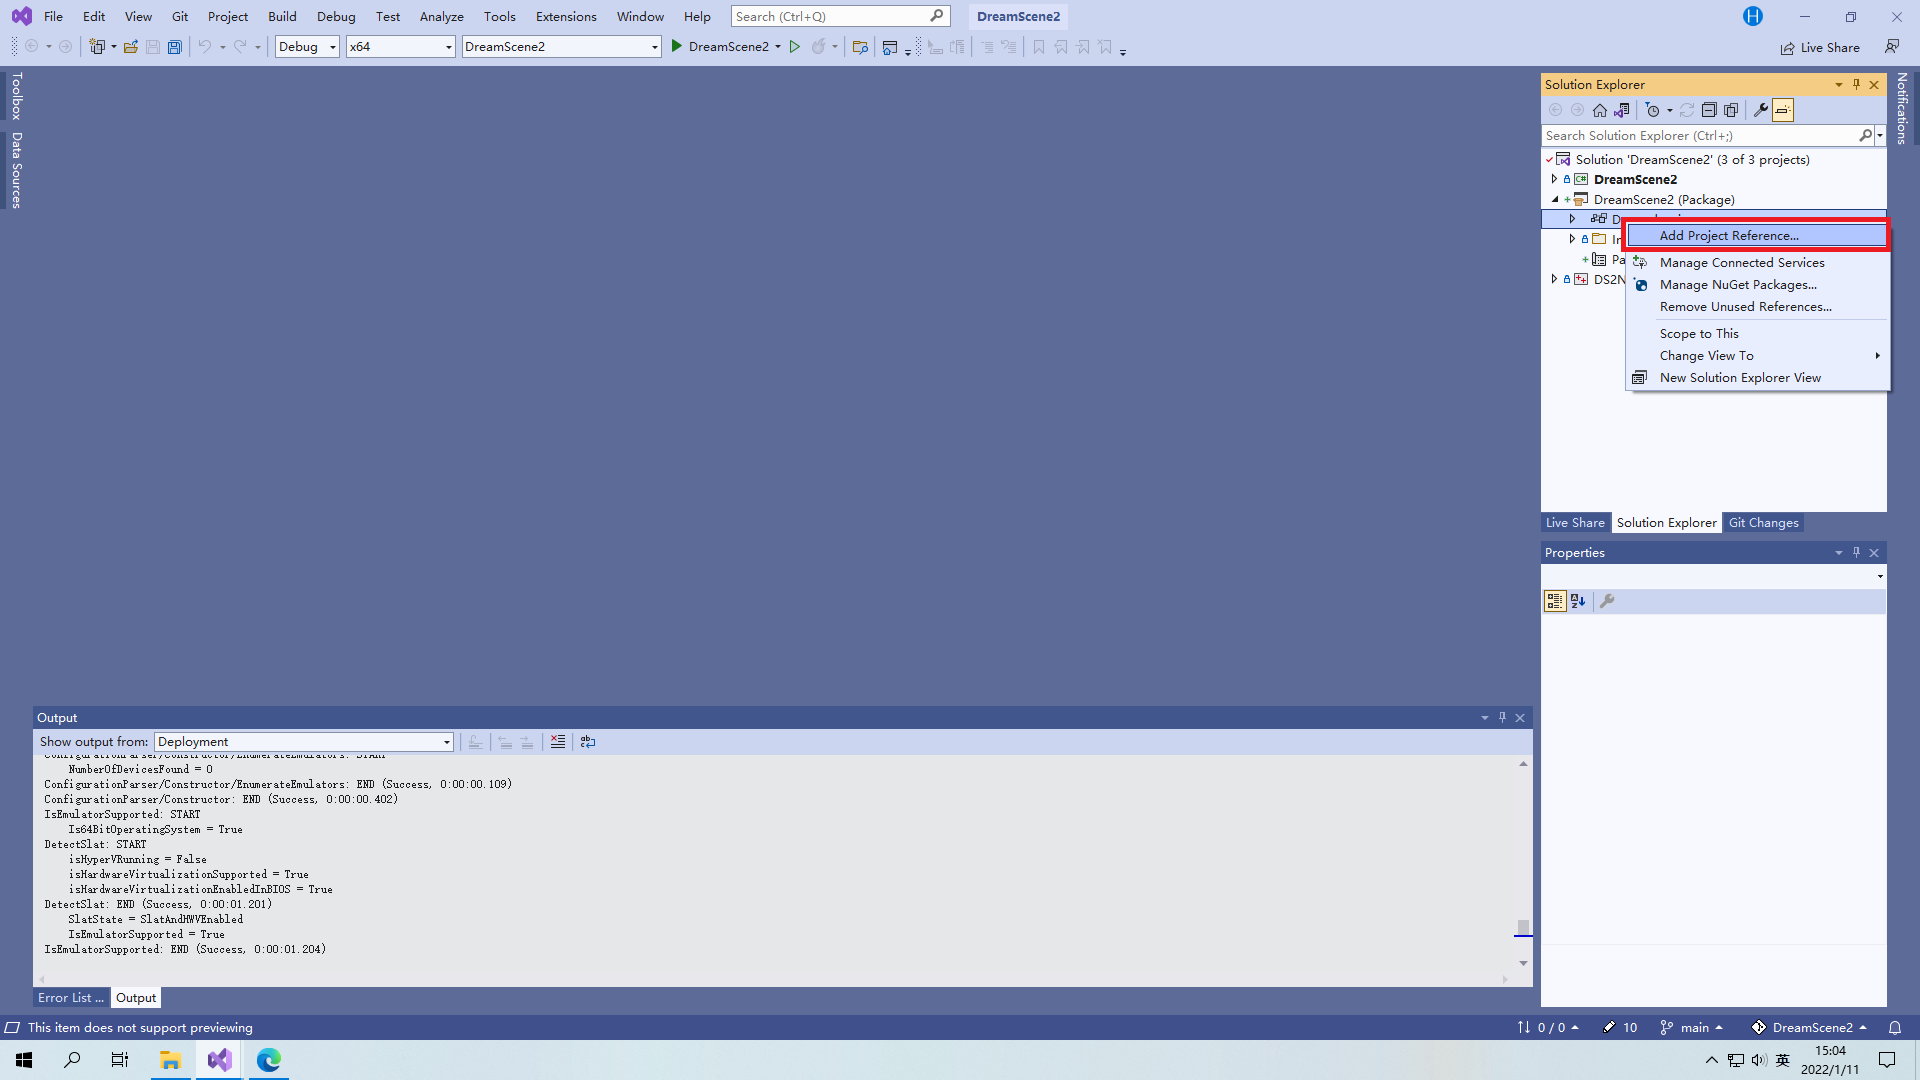 File Edit View Git Project Build Debug Test Analyze Tools Extensions Window Help Search (Ctrl+Q) DreamScene2 H
Debug x64 DreamScene2 DreamScene2 Live Share
Toolbox
Data Sources
Notifications
Solution Explorer
Search Solution Explorer (Ctrl+;)
Solution 'DreamScene2' (3 of 3 projects)
DreamScene2
DreamScene2 (Package)
Add Project Reference...
Pa
DS2N
Manage Connected Services
Manage NuGet Packages...
Remove Unused References...
Scope to This
Change View To
New Solution Explorer View
Live Share Solution Explorer Git Changes
Properties
Output
Show output from: Deployment
ConfigurationParser/Constructor/EnumerateEmulators: START
NumberOfDevicesFound = 0
ConfigurationParser/Constructor/EnumerateEmulators: END (Success, 0:00:00.109)
ConfigurationParser/Constructor: END (Success, 0:00:00.402)
IsEmulatorSupported: START
Is64BitOperatingSystem = True
DetectSlat: START
isHyperVRunning = False
isHardwareVirtualizationSupported = True
isHardwareVirtualizationEnabledInBIOS = True
DetectSlat: END (Success, 0:00:01.201)
SlatState = SlatAndHWVEnabled
IsEmulatorSupported = True
IsEmulatorSupported: END (Success, 0:00:01.204)
Error List ... Output
This item does not support previewing 0 / 0 10 main DreamScene2
英 15:04
2022/1/11